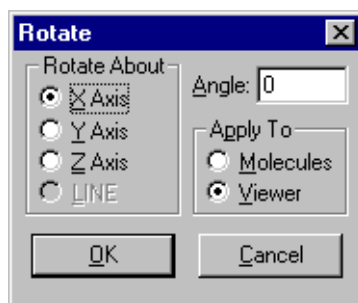 Rotate
Rotate About
X Axis
Y Axis
Z Axis
LINE
Angle: 0
Apply To
Molecules
Viewer
OK
Cancel